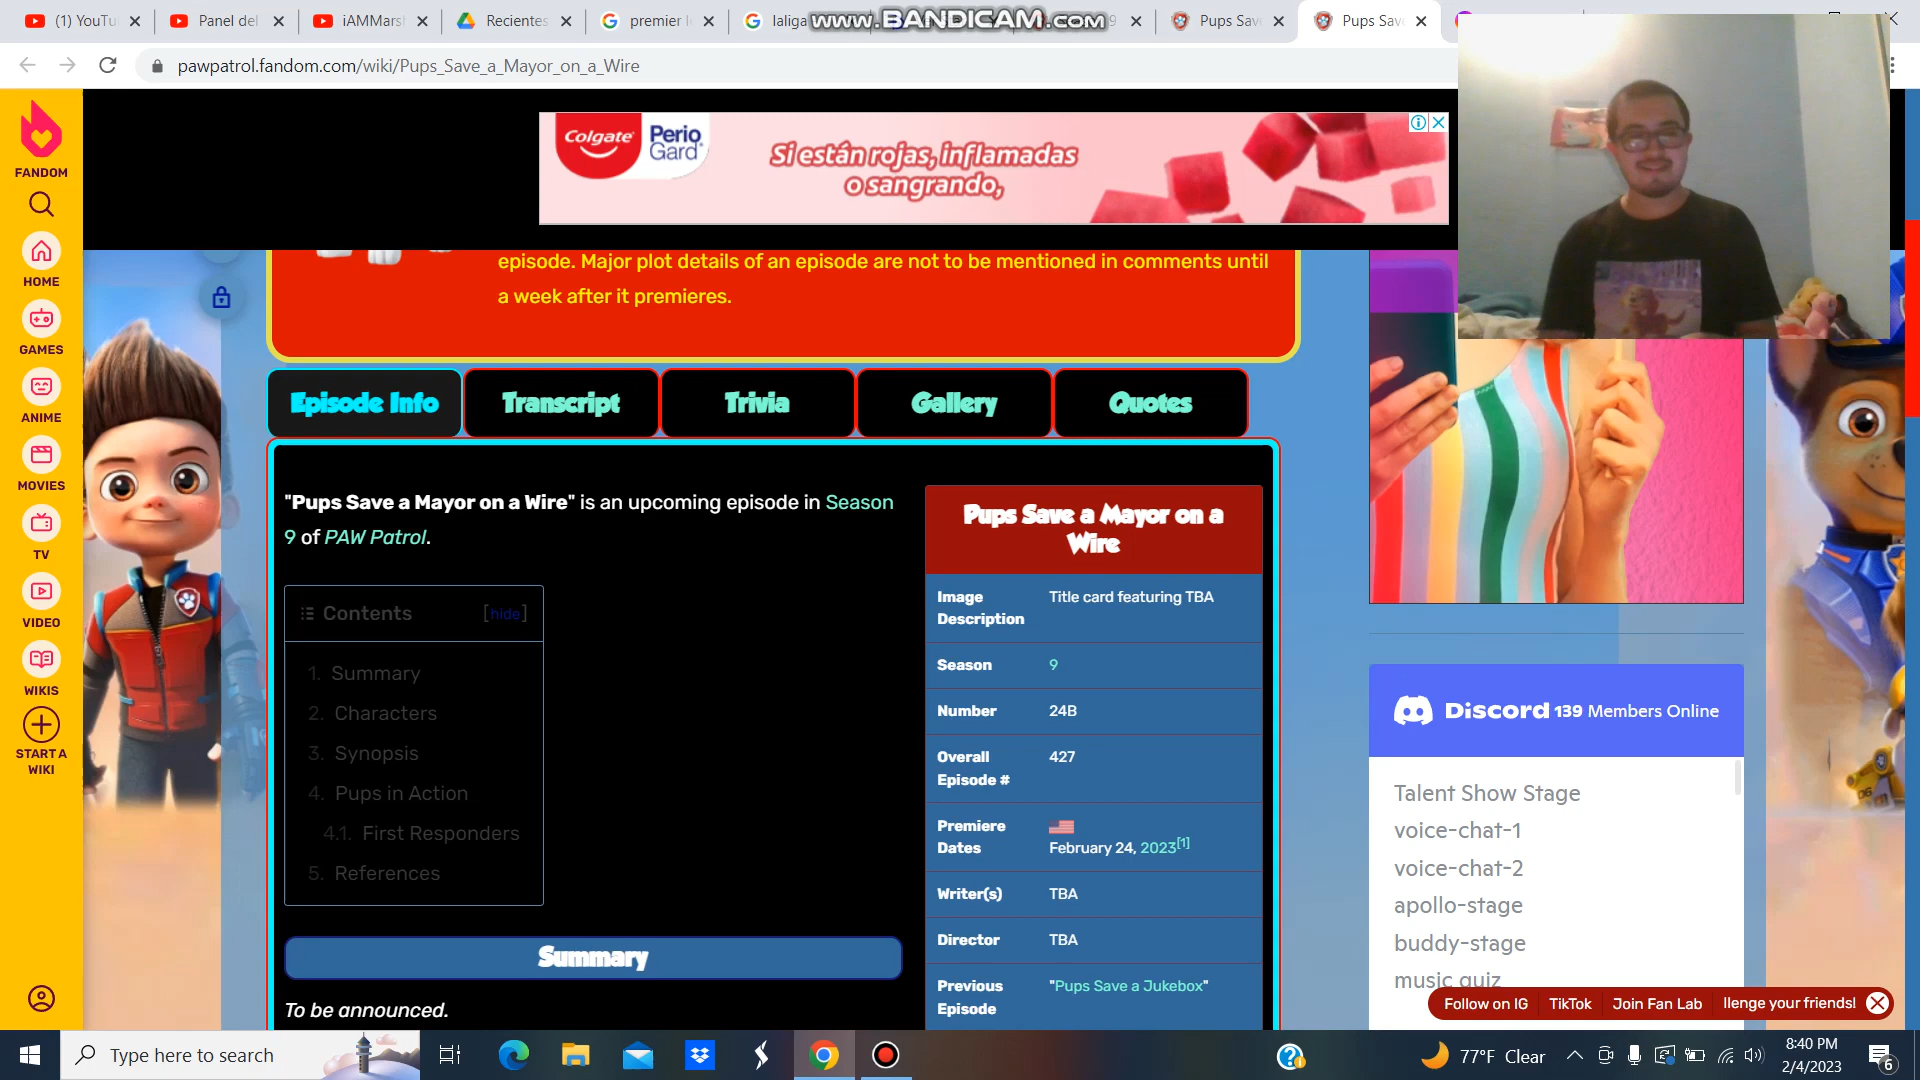 www.BANDICAM.com
(1) YouTu
Panel del
iAMMars
Recientes
premier l
laliga
9
Pups Sav
Pups Sav
pawpatrol.fandom.com/wiki/Pups_Save_a_Mayor_on_a_Wire
FANDOM
HOME
GAMES
ANIME
MOVIES
TV
VIDEO
WIKIS
START A
WIKI
Colgate
Perio
Gard
Si están rojas, inflamadas
o sangrando,
episode. Major plot details of an episode are not to be mentioned in comments until
a week after it premieres.
Episode Info
Transcript
Trivia
Gallery
Quotes
"Pups Save a Mayor on a Wire" is an upcoming episode in Season
9 of PAW Patrol.
Contents [hide]
1. Summary
2. Characters
3. Synopsis
4. Pups in Action
4.1. First Responders
5. References
Summary
To be announced.
Pups Save a Mayor on a
Wire
Image
Description
Title card featuring TBA
Season 9
Number 24B
Overall
Episode #
427
Premiere
Dates
February 24, 2023[1]
Writer(s) TBA
Director TBA
Previous
Episode
"Pups Save a Jukebox"
Discord 139 Members Online
Talent Show Stage
voice-chat-1
voice-chat-2
apollo-stage
buddy-stage
music quiz
Follow on IG TikTok Join Fan Lab llenge your friends!
Type here to search
77°F Clear
8:40 PM
2/4/2023
6